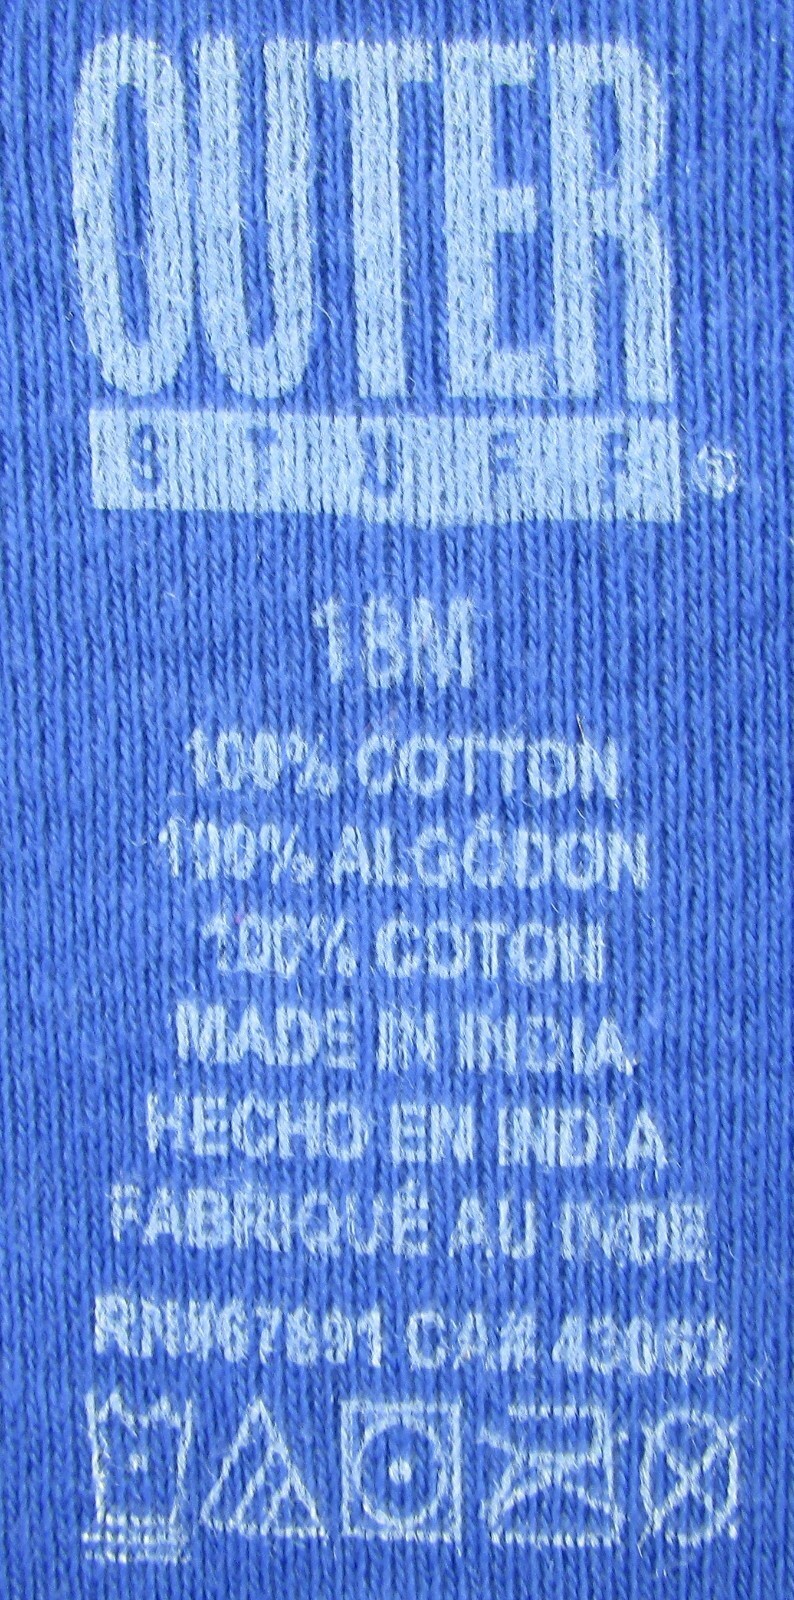 OUTER
STUFF®
18M
100% COTTON
100% ALGODON
100% COTON
MADE IN INDIA
HECHO EN INDIA
FABRIQUÉ AU INDE
RN#67891 CA# 43063